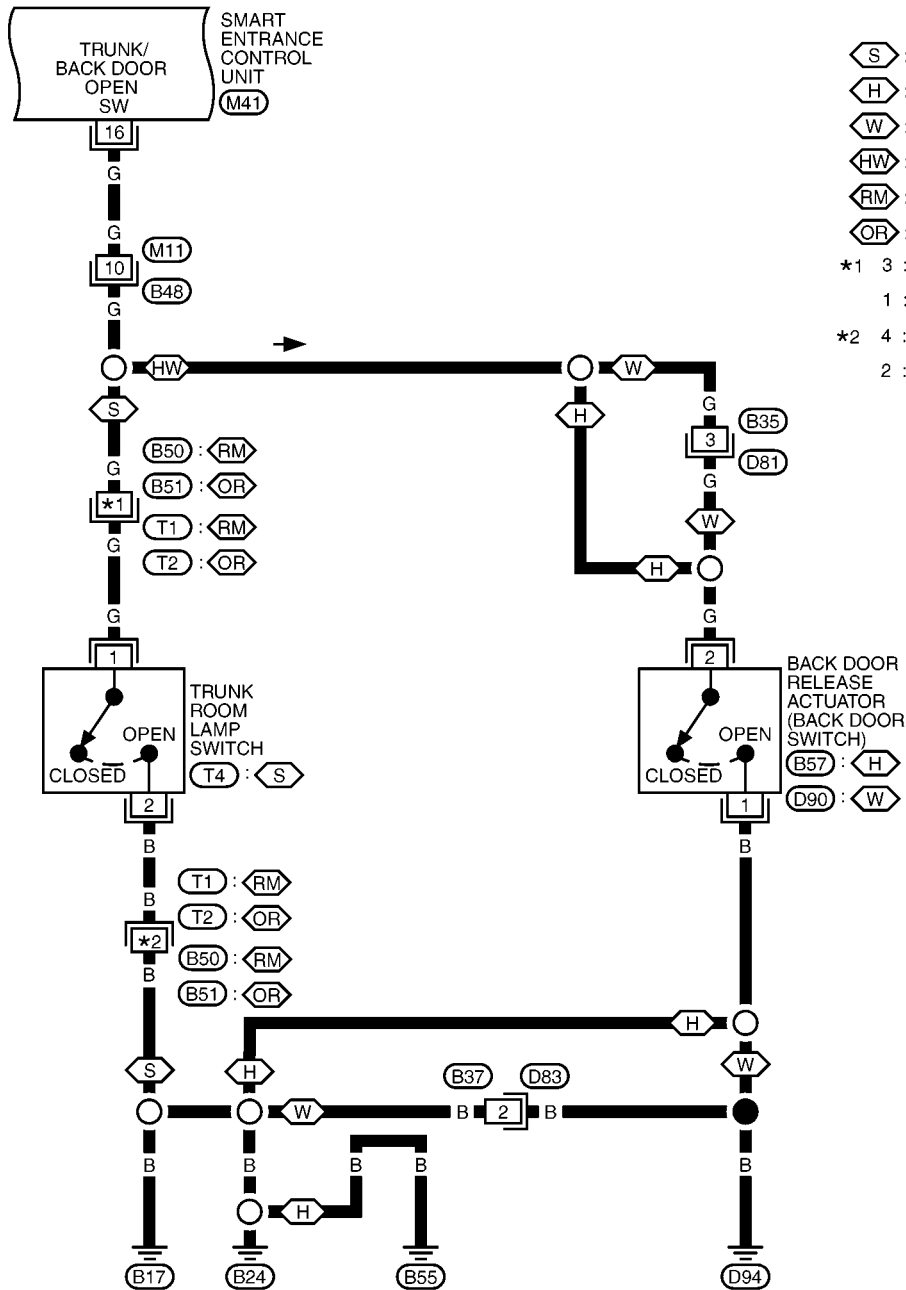 SMART
ENTRANCE
CONTROL
UNIT
M41
TRUNK/
BACK DOOR
OPEN
SW
16
G
G
10
M11
B48
G
S :
H :
W :
HW :
RM :
OR :
*1 3 :
1 :
*2 4 :
2 :
HW
W
S
H
G
3
B35
D81
G
W
H
G
G
*1
G
B50 : RM
B51 : OR
T1 : RM
T2 : OR
G
1
TRUNK
ROOM
LAMP
SWITCH
T4 : S
OPEN
CLOSED
2
B
B
*2
B
T1 : RM
T2 : OR
B50 : RM
B51 : OR
2
BACK DOOR
RELEASE
ACTUATOR
(BACK DOOR
SWITCH)
B57 : H
D90 : W
OPEN
CLOSED
1
B
H
S
H
W
W
B37
D83
B
2
B
B
B
B
B
B
H
B17
B24
B55
D94